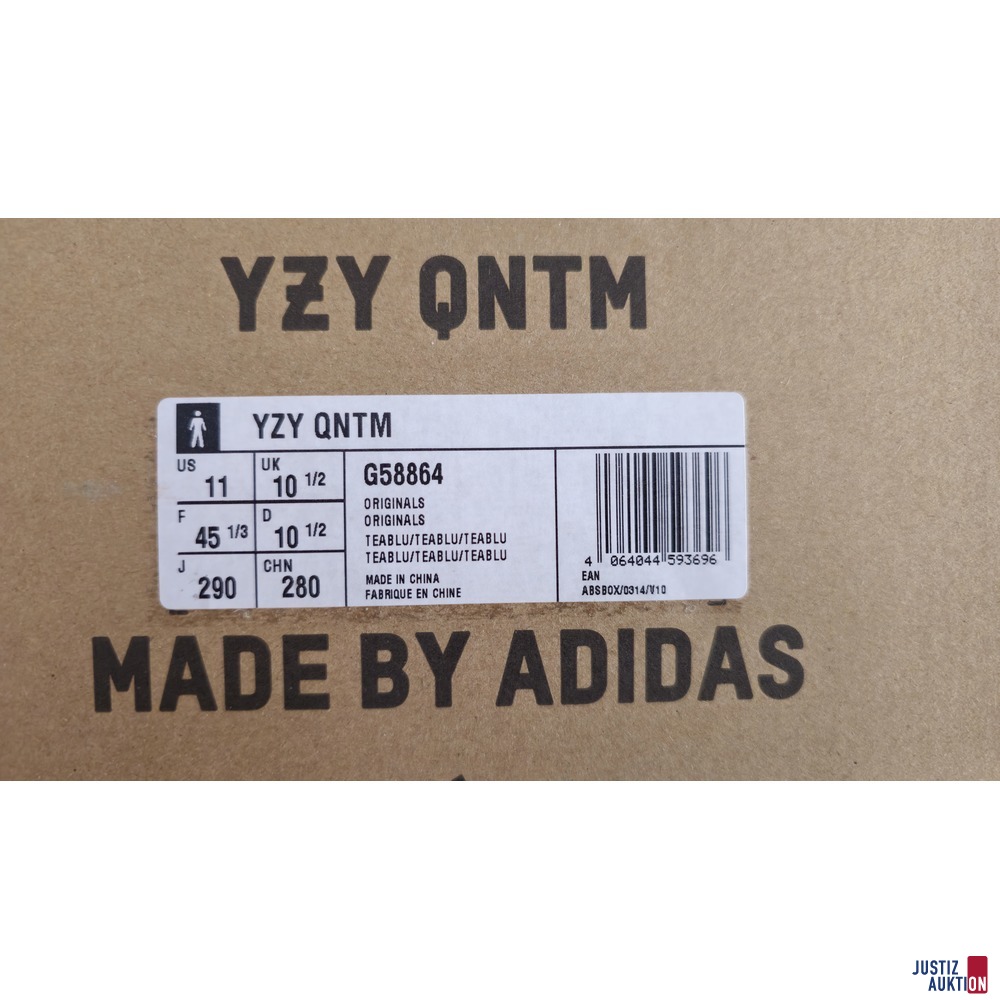 YZY QNTM
YZY QNTM
US 11 UK 10 1/2
F 45 1/3 D 10 1/2
J 290 CHN 280
G58864
ORIGINALS
ORIGINALS
TEABLU/TEABLU/TEABLU
TEABLU/TEABLU/TEABLU
MADE IN CHINA
FABRIQUE EN CHINE
4 064044 593696
EAN
ABSBOX/0314/V10
MADE BY ADIDAS
JUSTIZ
AUKTION